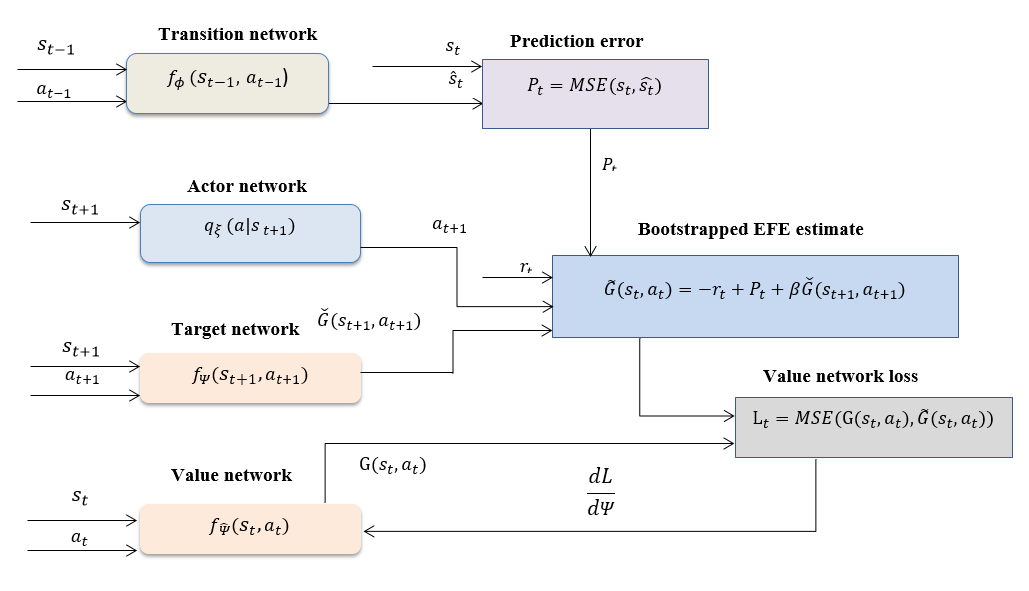 Transition network
s_{t−1}
a_{t−1}
f_ϕ (s_{t−1}, a_{t−1})
Prediction error
s_t
ŝ_t
P_t = MSE(s_t, ŝ_t)
P_t
Actor network
s_{t+1}
q_ξ (a|s_{t+1})
a_{t+1}
Bootstrapped EFE estimate
r_t
G̃(s_t, a_t) = −r_t + P_t + βǦ(s_{t+1}, a_{t+1})
Target network
Ǧ(s_{t+1}, a_{t+1})
s_{t+1}
a_{t+1}
f_Ψ(s_{t+1}, a_{t+1})
Value network loss
L_t = MSE(G(s_t, a_t), G̃(s_t, a_t))
Value network
G(s_t, a_t)
s_t
a_t
f_Ψ̂(s_t, a_t)
dL
dΨ